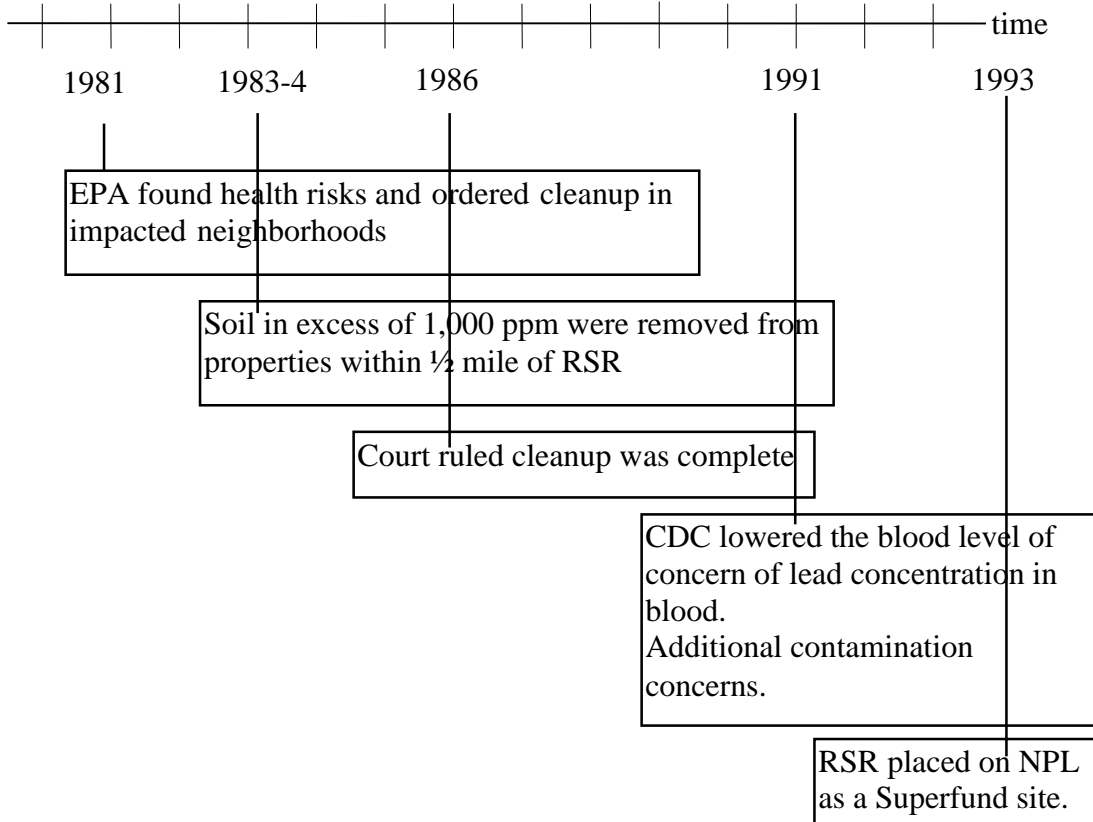 time
1981 1983-4 1986 1991 1993
EPA found health risks and ordered cleanup in
impacted neighborhoods
Soil in excess of 1,000 ppm were removed from
properties within ½ mile of RSR
Court ruled cleanup was complete
CDC lowered the blood level of
concern of lead concentration in
blood.
Additional contamination
concerns.
RSR placed on NPL
as a Superfund site.